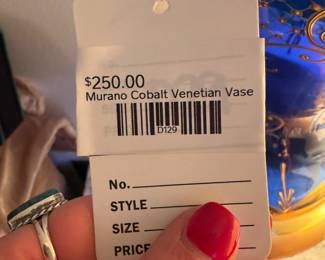 $250.00
Murano Cobalt Venetian Vase
D129
No.
STYLE
SIZE
PRICE